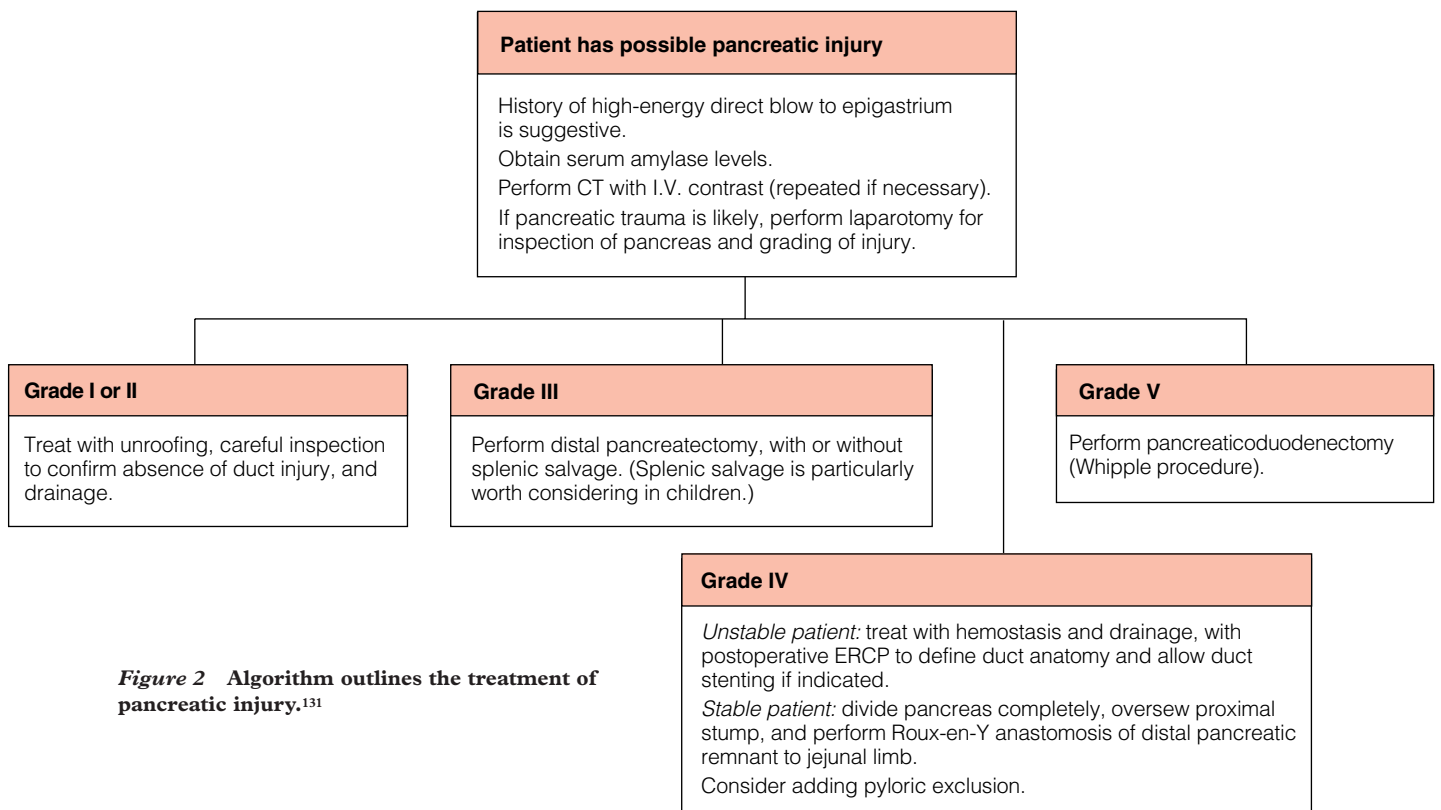 Patient has possible pancreatic injury
History of high-energy direct blow to epigastrium
is suggestive.
Obtain serum amylase levels.
Perform CT with I.V. contrast (repeated if necessary).
If pancreatic trauma is likely, perform laparotomy for
inspection of pancreas and grading of injury.
Grade I or II
Treat with unroofing, careful inspection
to confirm absence of duct injury, and
drainage.
Grade III
Perform distal pancreatectomy, with or without
splenic salvage. (Splenic salvage is particularly
worth considering in children.)
Grade V
Perform pancreaticoduodenectomy
(Whipple procedure).
Grade IV
Unstable patient: treat with hemostasis and drainage, with
postoperative ERCP to define duct anatomy and allow duct
stenting if indicated.
Stable patient: divide pancreas completely, oversew proximal
stump, and perform Roux-en-Y anastomosis of distal pancreatic
remnant to jejunal limb.
Consider adding pyloric exclusion.
Figure 2 Algorithm outlines the treatment of
pancreatic injury.131